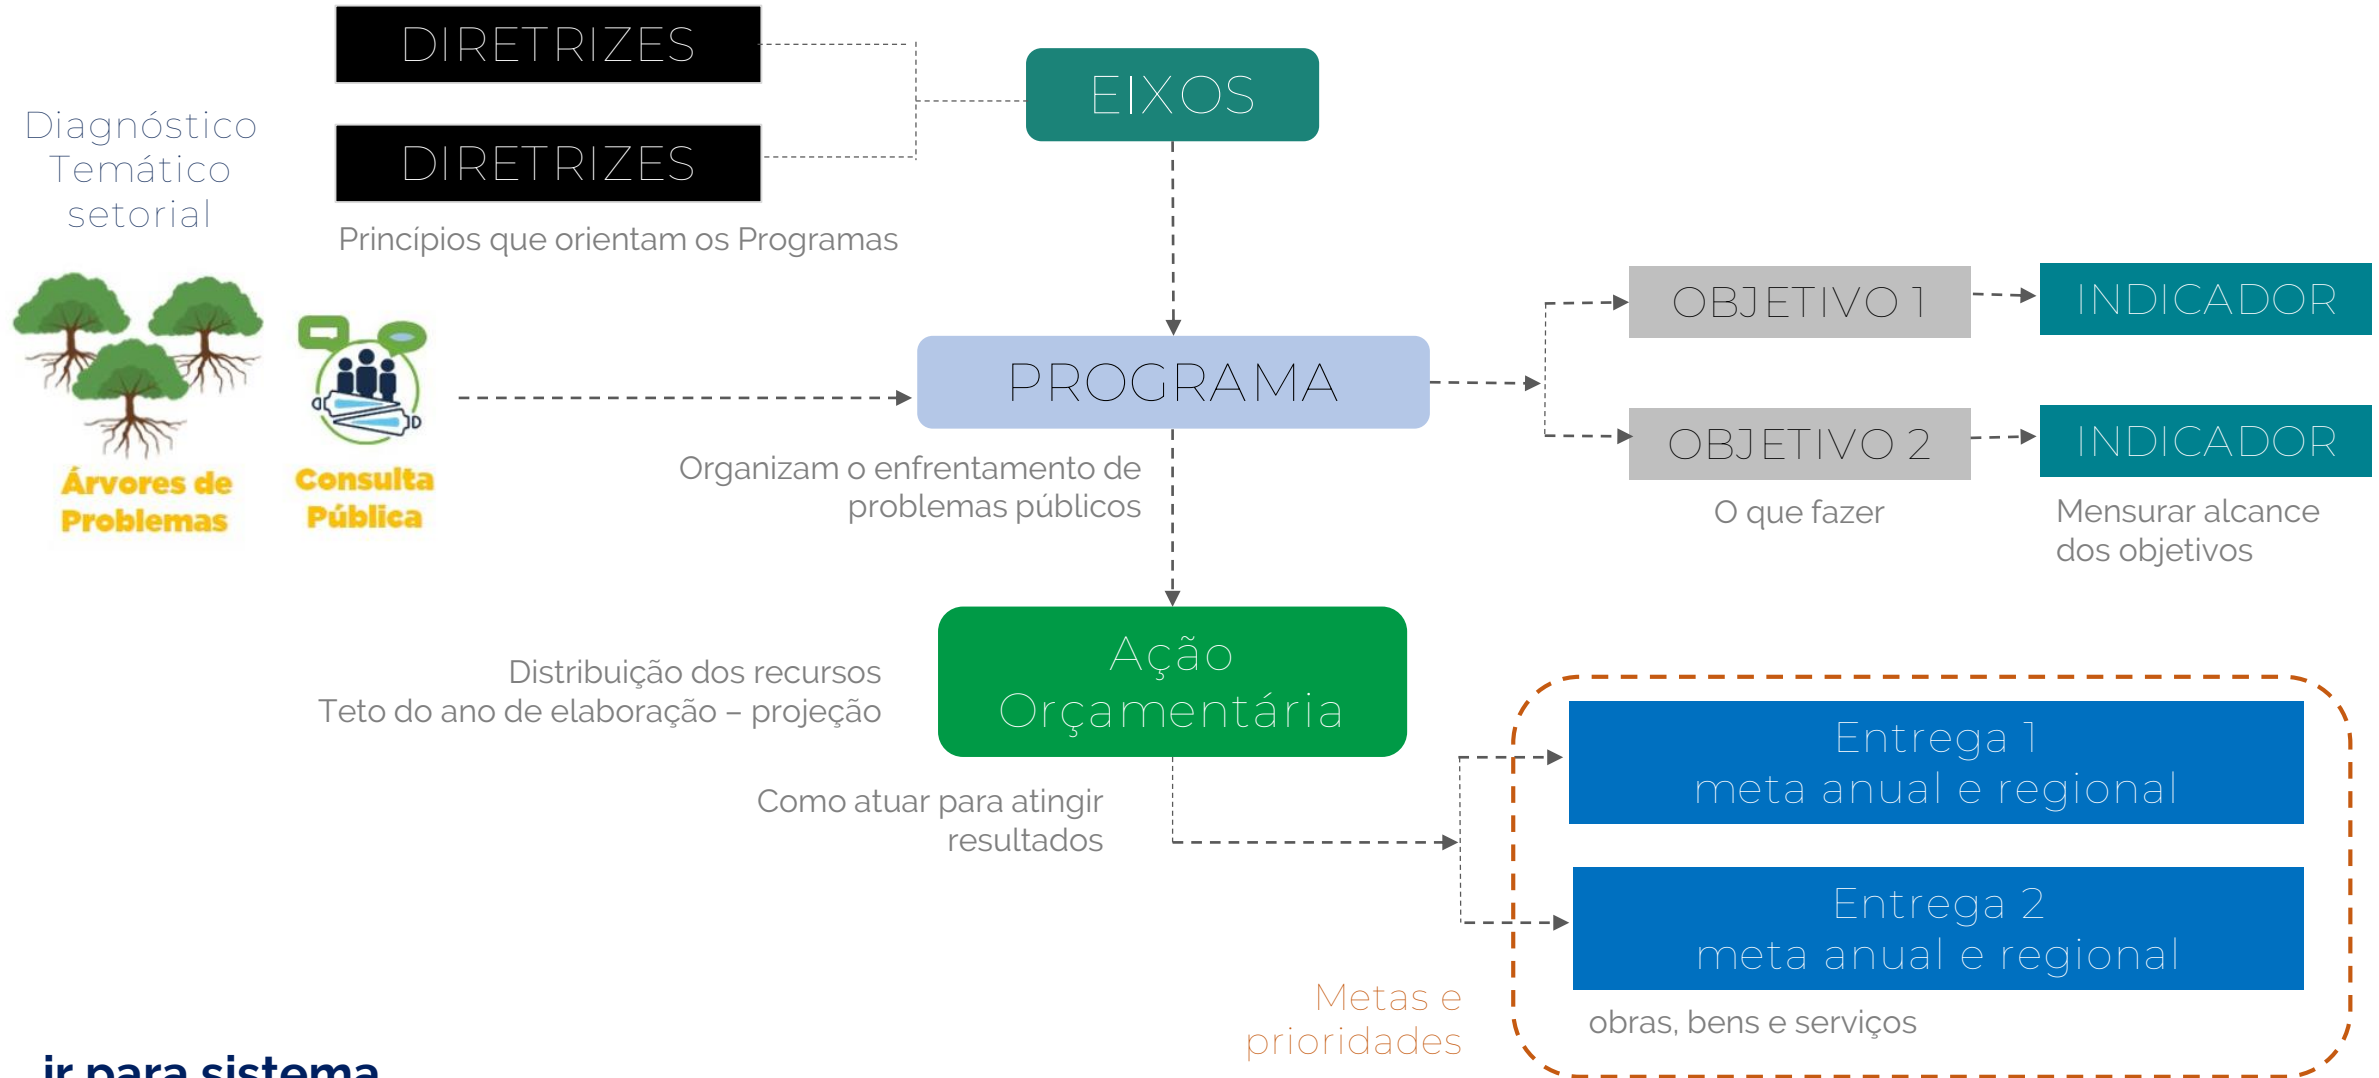 DIRETRIZES
DIRETRIZES
Princípios que orientam os Programas
EIXOS
Diagnóstico
Temático
setorial
Árvores de
Problemas
Consulta
Pública
PROGRAMA
Organizam o enfrentamento de
problemas públicos
OBJETIVO 1
INDICADOR
OBJETIVO 2
INDICADOR
O que fazer
Mensurar alcance
dos objetivos
Ação
Orçamentária
Distribuição dos recursos
Teto do ano de elaboração – projeção
Como atuar para atingir
resultados
Entrega 1
meta anual e regional
Entrega 2
meta anual e regional
obras, bens e serviços
Metas e
prioridades
ir para sistema